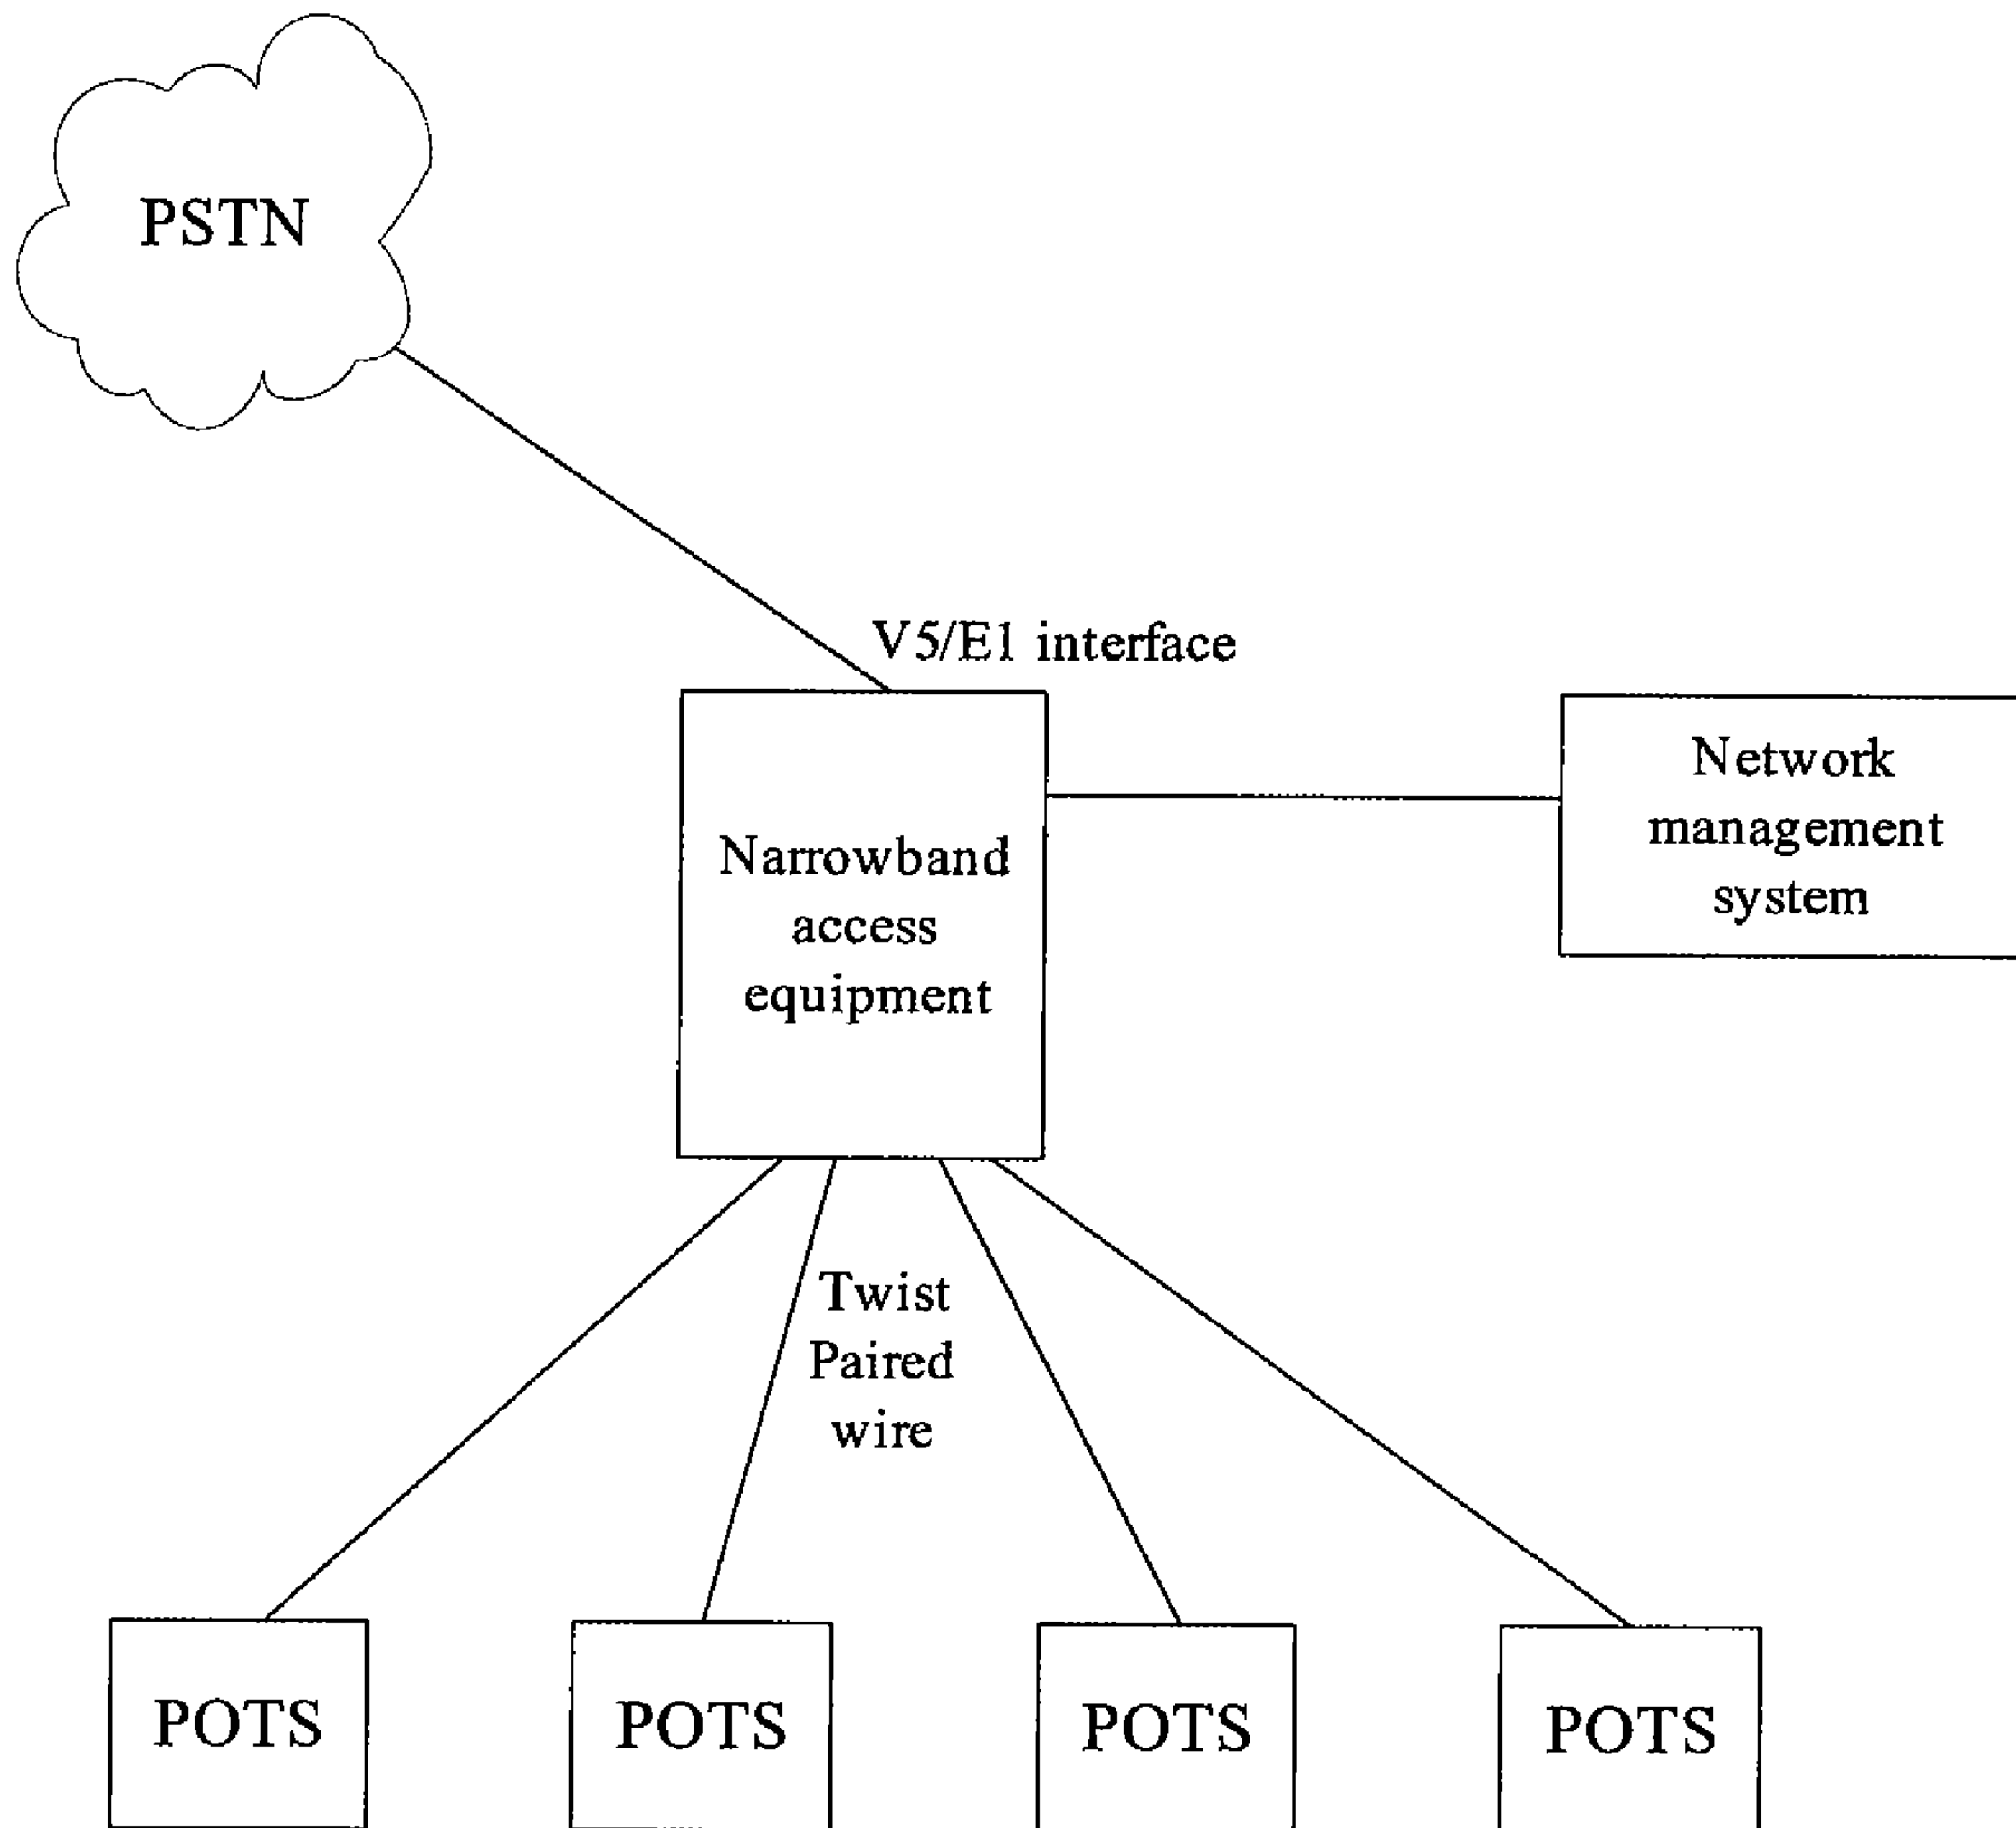 PSTN
V5/E1 interface
Network
management
system
Narrowband
access
equipment
Twist
Paired
wire
POTS
POTS
POTS
POTS